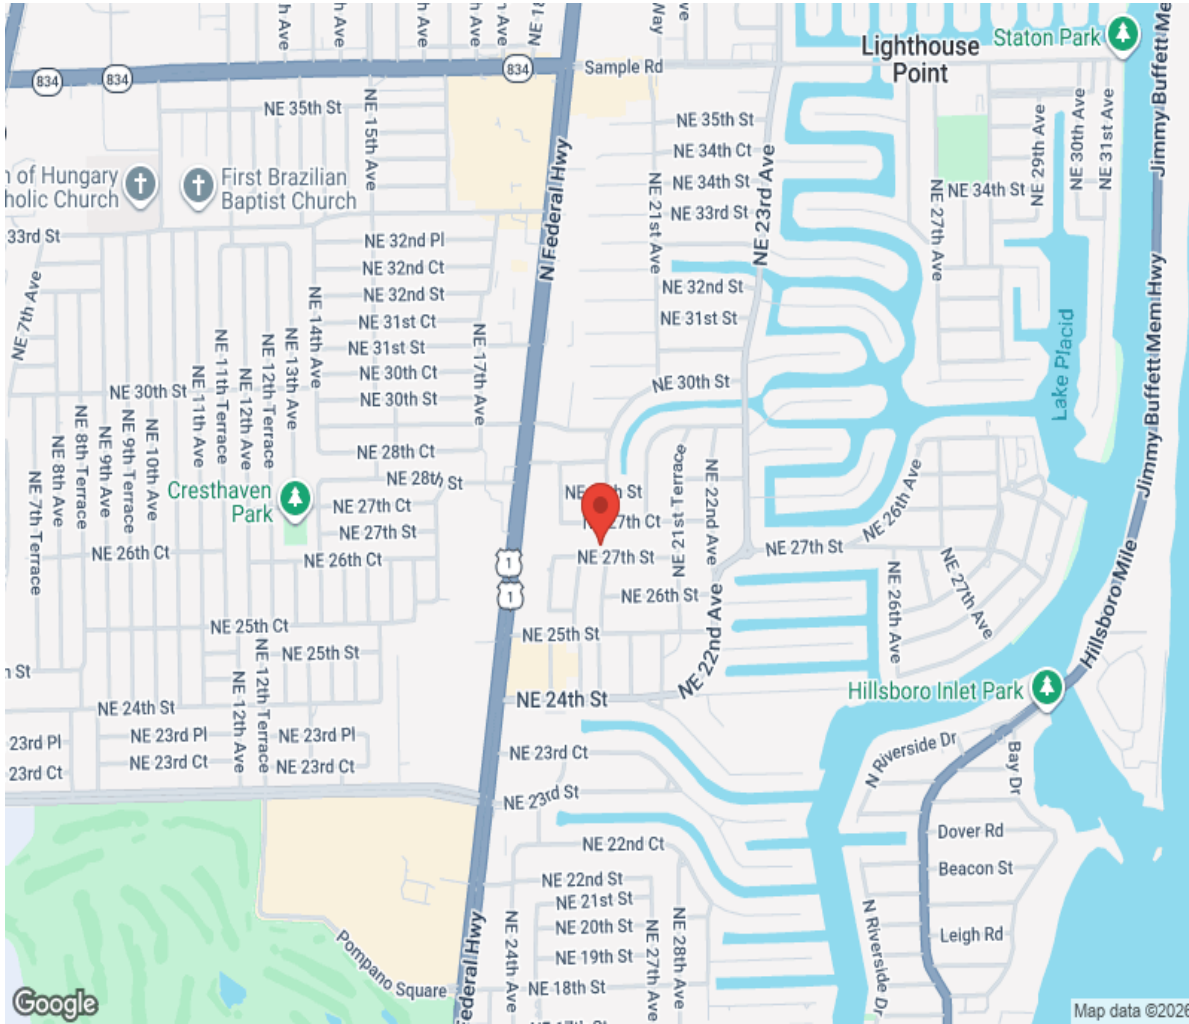 834
834
834
Sample Rd
Lighthouse
Point
Staton Park
Jimmy Buffett Me
NE 35th St
NE 15th Ave
N Federal Hwy
Way
NE 35th St
NE 34th Ct
NE 34th St
NE 33rd St
NE 21st Ave
NE 23rd Ave
NE 29th Ave
NE 30th Ave
NE 31st Ave
NE 34th St
NE 27th Ave
n of Hungary
holic Church
First Brazilian
Baptist Church
33rd St
NE 32nd Pl
NE 32nd Ct
NE 32nd St
NE 31st Ct
NE 31st St
NE 30th Ct
NE 30th St
NE 32nd St
NE 31st St
NE 30th St
NE 7th Ave
NE 14th Ave
NE 13th Ave
NE 12th Terrace
NE 12th Ave
NE 11th Terrace
NE 11th Ave
NE 17th Ave
NE 30th St
NE 10th Ave
NE 9th Terrace
NE 9th Ave
NE 8th Terrace
NE 8th Ave
NE 7th Terrace
Lake Placid
Jimmy Buffett Mem Hwy
NE 28th Ct
NE 28th St
Cresthaven
Park
NE 27th Ct
NE 27th St
NE 26th Ct
NE 26th Ct
27th Ct
NE 27th St
NE 21st Terrace
NE 22nd Ave
NE 26th St
NE 27th St
NE 26th Ave
NE 26th Ave
NE 27th Ave
Hillsboro Mile
1
1
NE 25th Ct
NE 25th St
NE 25th St
NE 22nd Ave
NE 24th St
Hillsboro Inlet Park
n St
NE 24th St
NE 12th Ave
NE 12th Terrace
23rd Pl
NE 23rd Pl
NE 23rd Pl
23rd Ct
NE 23rd Ct
NE 23rd Ct
NE 23rd Ct
NE 23rd St
N Riverside Dr
Bay Dr
NE 22nd Ct
Dover Rd
Beacon St
NE 22nd St
NE 21st St
NE 20th St
NE 19th St
NE 18th St
NE 24th Ave
NE 27th Ave
NE 28th Ave
N Riverside Dr
Leigh Rd
Pompano Square
Federal Hwy
Google
Map data ©2026